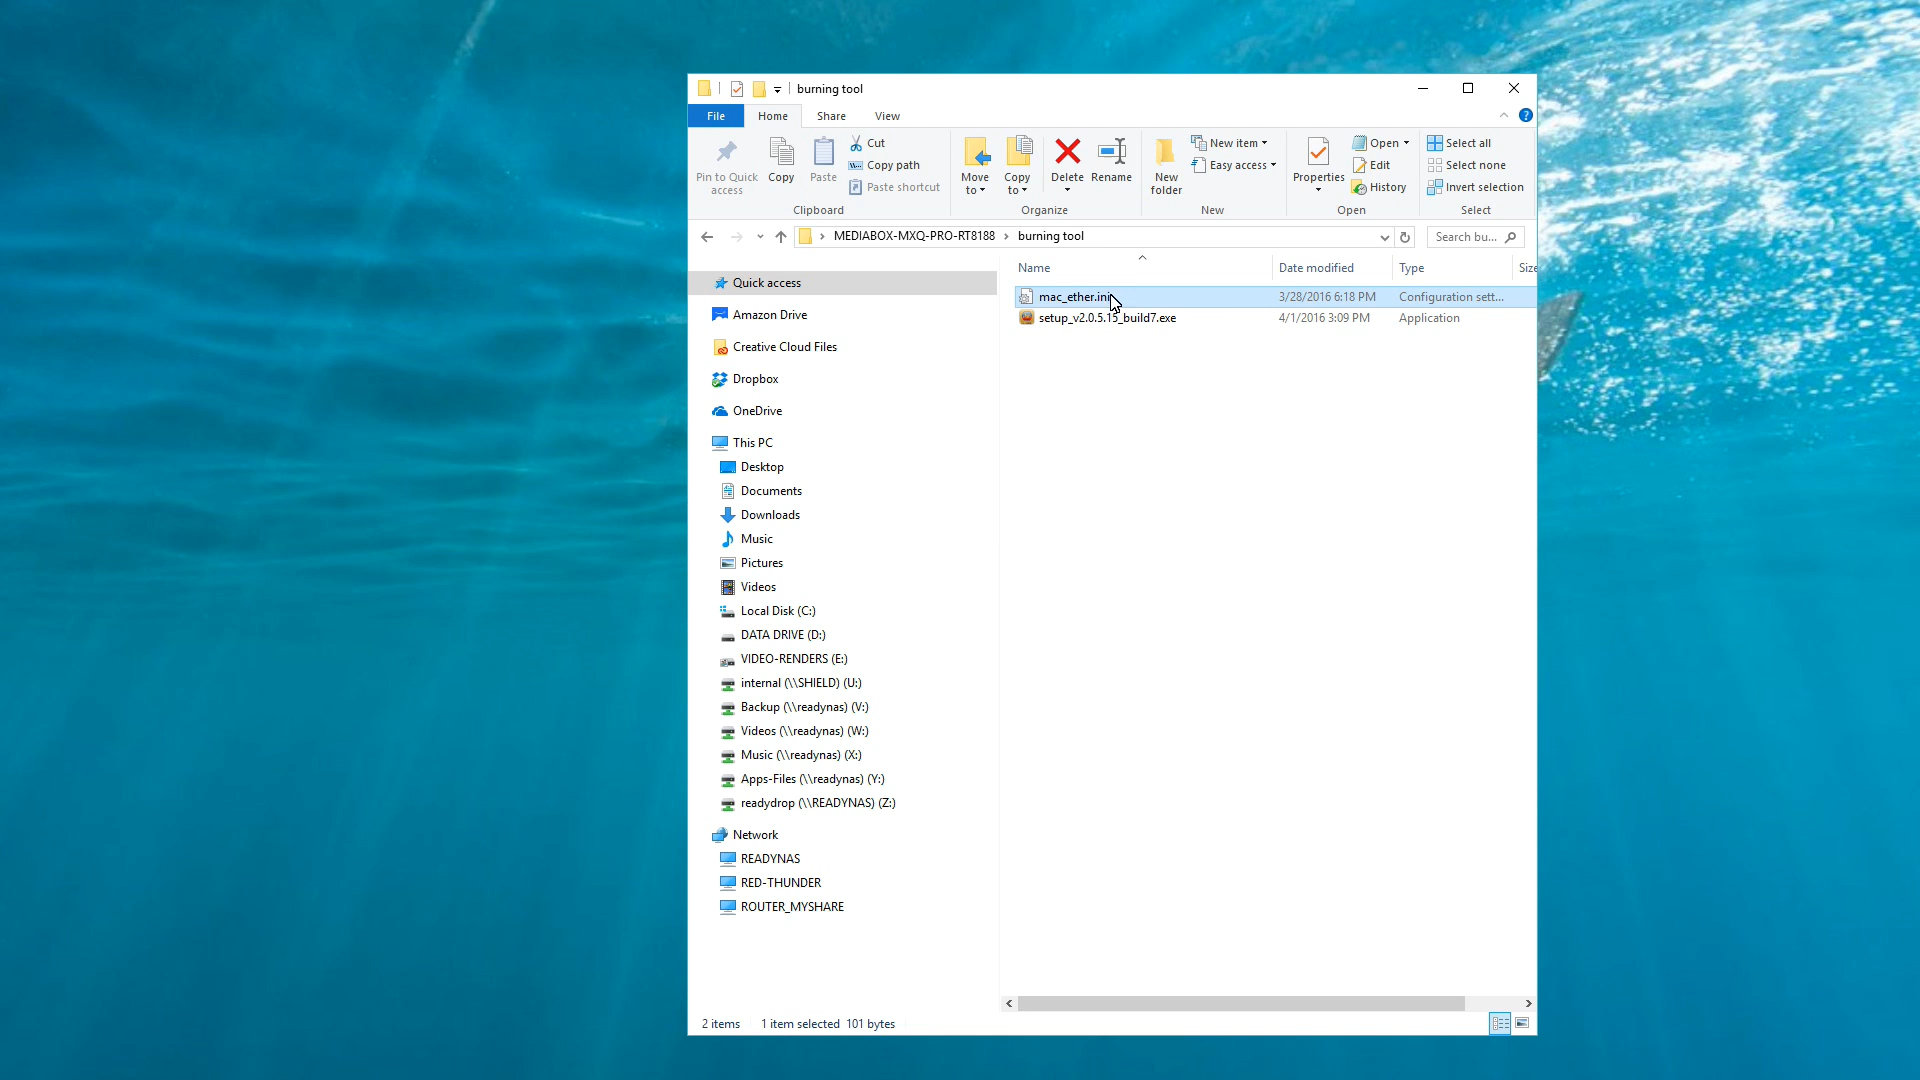 burning tool
File Home Share View
Pin to Quick access
Copy
Paste
Cut
Copy path
Paste shortcut
Clipboard
Move to
Copy to
Delete
Rename
Organize
New folder
New item
Easy access
New
Properties
Open
Edit
History
Open
Select all
Select none
Invert selection
Select
MEDIABOX-MXQ-PRO-RT8188 > burning tool
Search bu...
Name Date modified Type Size
mac_ether.ini 3/28/2016 6:18 PM Configuration sett...
setup_v2.0.5.15_build7.exe 4/1/2016 3:09 PM Application
Quick access
Amazon Drive
Creative Cloud Files
Dropbox
OneDrive
This PC
Desktop
Documents
Downloads
Music
Pictures
Videos
Local Disk (C:)
DATA DRIVE (D:)
VIDEO-RENDERS (E:)
internal (\\SHIELD) (U:)
Backup (\\readynas) (V:)
Videos (\\readynas) (W:)
Music (\\readynas) (X:)
Apps-Files (\\readynas) (Y:)
readydrop (\\READYNAS) (Z:)
Network
READYNAS
RED-THUNDER
ROUTER_MYSHARE
2 items 1 item selected 101 bytes